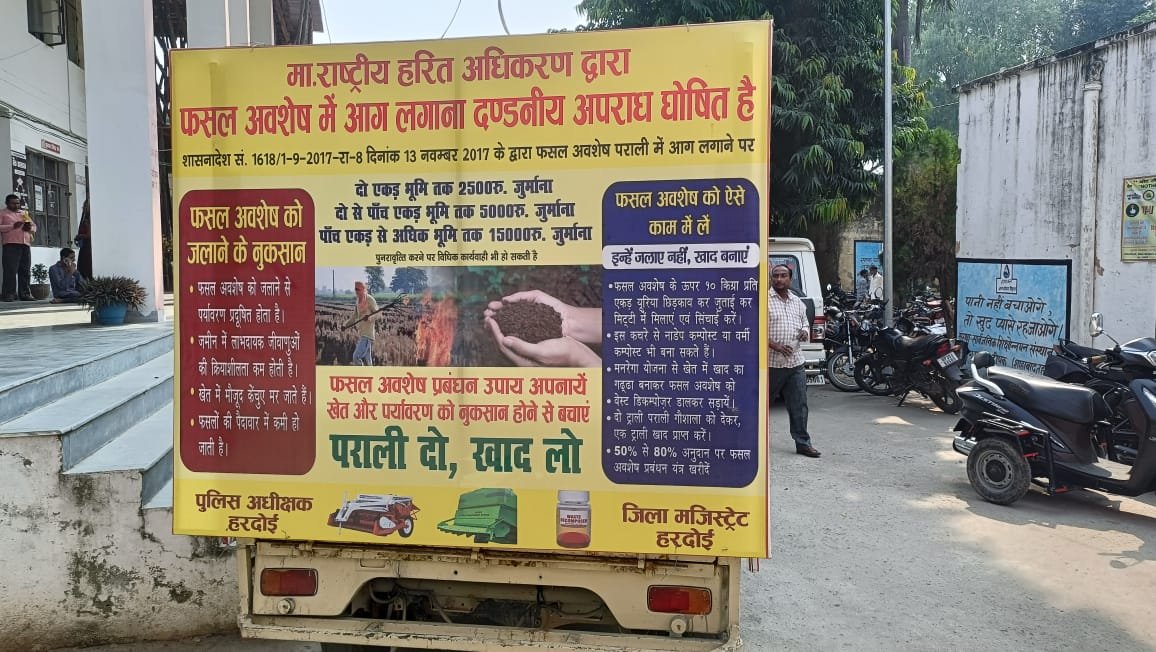 मा.राष्ट्रीय हरित अधिकरण द्वारा
फसल अवशेष में आग लगाना दण्डनीय अपराध घोषित है
शासनादेश सं. 1618/1-9-2017-रा-8 दिनांक 13 नवम्बर 2017 के द्वारा फसल अवशेष पराली में आग लगाने पर
दो एकड़ भूमि तक 2500रु. जुर्माना
दो से पाँच एकड़ भूमि तक 5000रु. जुर्माना
पाँच एकड़ से अधिक भूमि तक 15000रु. जुर्माना
पुनरावृत्ति करने पर विधिक कार्यवाही भी हो सकती है
फसल अवशेष को
जलाने के नुकसान
• फसल अवशेष को जलाने से
पर्यावरण प्रदूषित होता है।
• जमीन में लाभदायक जीवाणुओं
की क्रियाशीलता कम होती है।
• खेत में मौजूद केंचुए मर जाते हैं।
• फसलों की पैदावार में कमी हो
जाती है।
फसल अवशेष को ऐसे
काम में लें
इन्हें जलाए नहीं, खाद बनाएं
• फसल अवशेष के ऊपर १० किग्रा प्रति
एकड़ यूरिया छिड़काव कर जुताई कर
मिट्टी में मिलाएं एवं सिंचाई करें।
• इस कचरे से नाडेप कम्पोस्ट या वर्मी
कम्पोस्ट भी बना सकते हैं।
• मनरेगा योजना से खेत में खाद का
गढ्ढा बनाकर फसल अवशेष को
वेस्ट डिकम्पोज़र डालकर सड़ायें।
• दो ट्राली पराली गौशाला को देकर,
एक ट्राली खाद प्राप्त करें।
• 50% से 80% अनुदान पर फसल
अवशेष प्रबंधन यंत्र खरीदें
फसल अवशेष प्रबंधन उपाय अपनायें
खेत और पर्यावरण को नुकसान होने से बचाएं
पराली दो, खाद लो
पुलिस अधीक्षक
हरदोई
WASTE
DECOMPOSER
जिला मजिस्ट्रेट
हरदोई
पानी नहीं बचाओगे
तो खुद प्यासे रहजाओगे